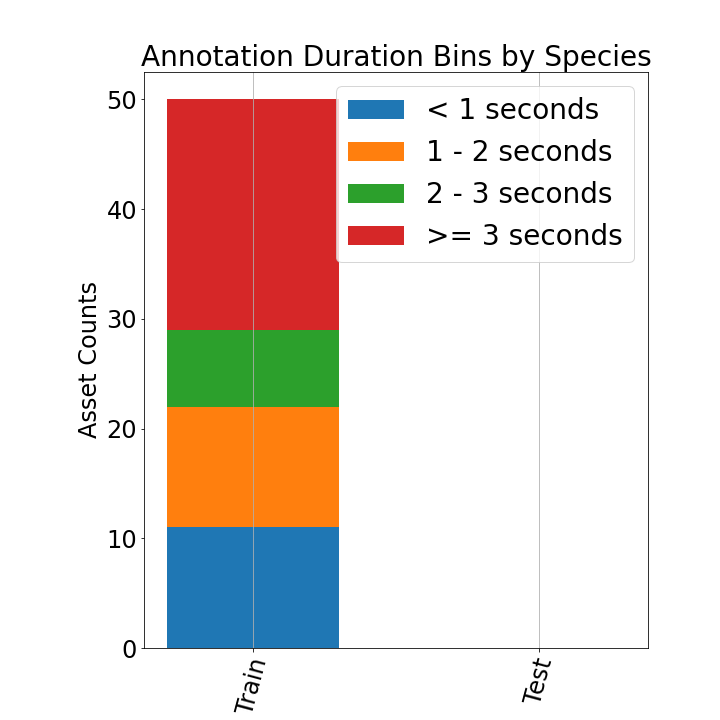 Annotation Duration Bins by Species
50
40
30
20
10
0
Asset Counts
< 1 seconds
1 - 2 seconds
2 - 3 seconds
>= 3 seconds
Train
Test